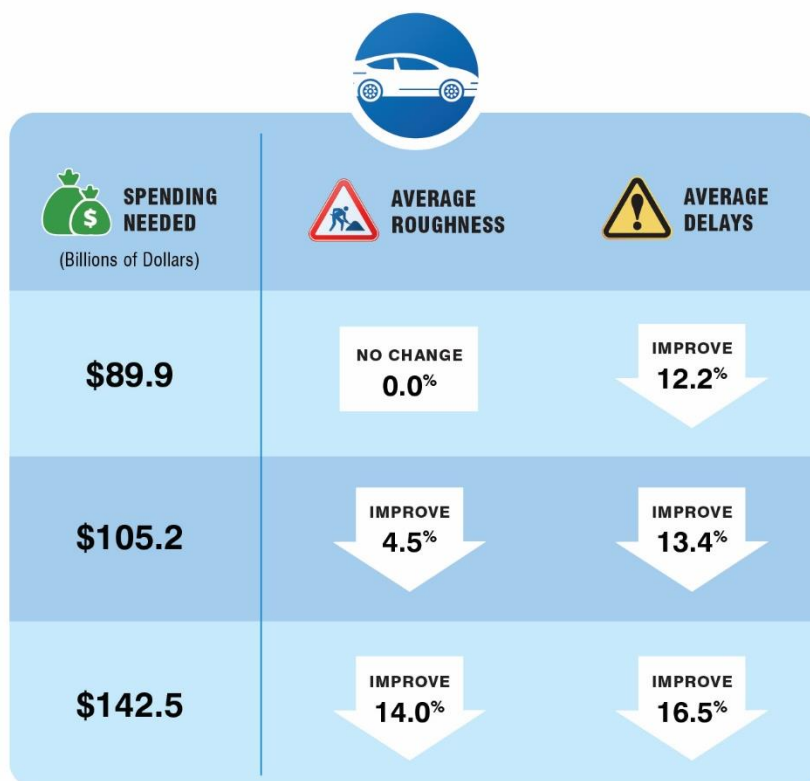 SPENDING
NEEDED
(Billions of Dollars)
AVERAGE
ROUGHNESS
AVERAGE
DELAYS
$
$89.9
NO CHANGE
0.0%
IMPROVE
12.2%
$105.2
IMPROVE
4.5%
IMPROVE
13.4%
$142.5
IMPROVE
14.0%
IMPROVE
16.5%